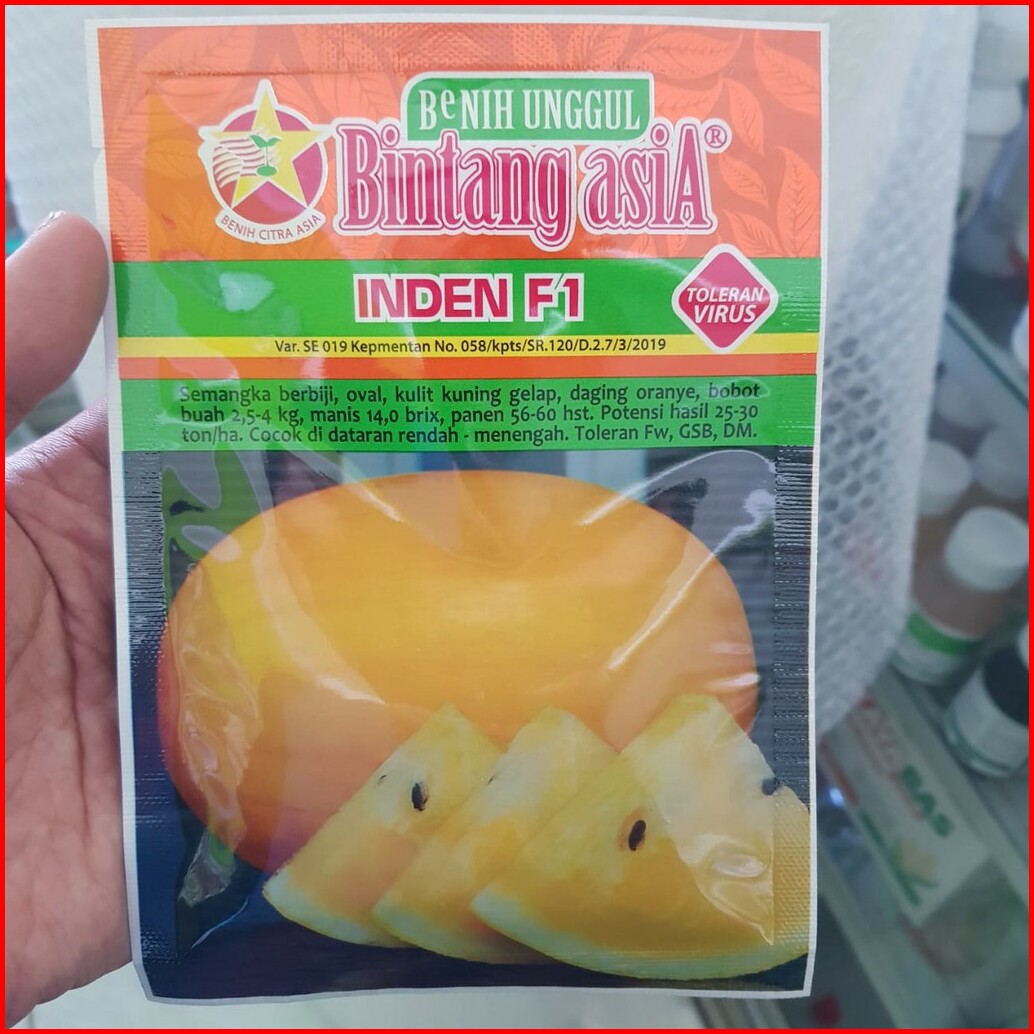 BeNIH UNGGUL
Bintang asiA®
BENIH CITRA ASIA
INDEN F1
TOLERAN
VIRUS
Var. SE 019 Kepmentan No. 058/kpts/SR.120/D.2.7/3/2019
Semangka berbiji, oval, kulit kuning gelap, daging oranye, bobot
buah 2,5-4 kg, manis 14,0 brix, panen 56-60 hst. Potensi hasil 25-30
ton/ha. Cocok di dataran rendah - menengah. Toleran Fw, GSB, DM.